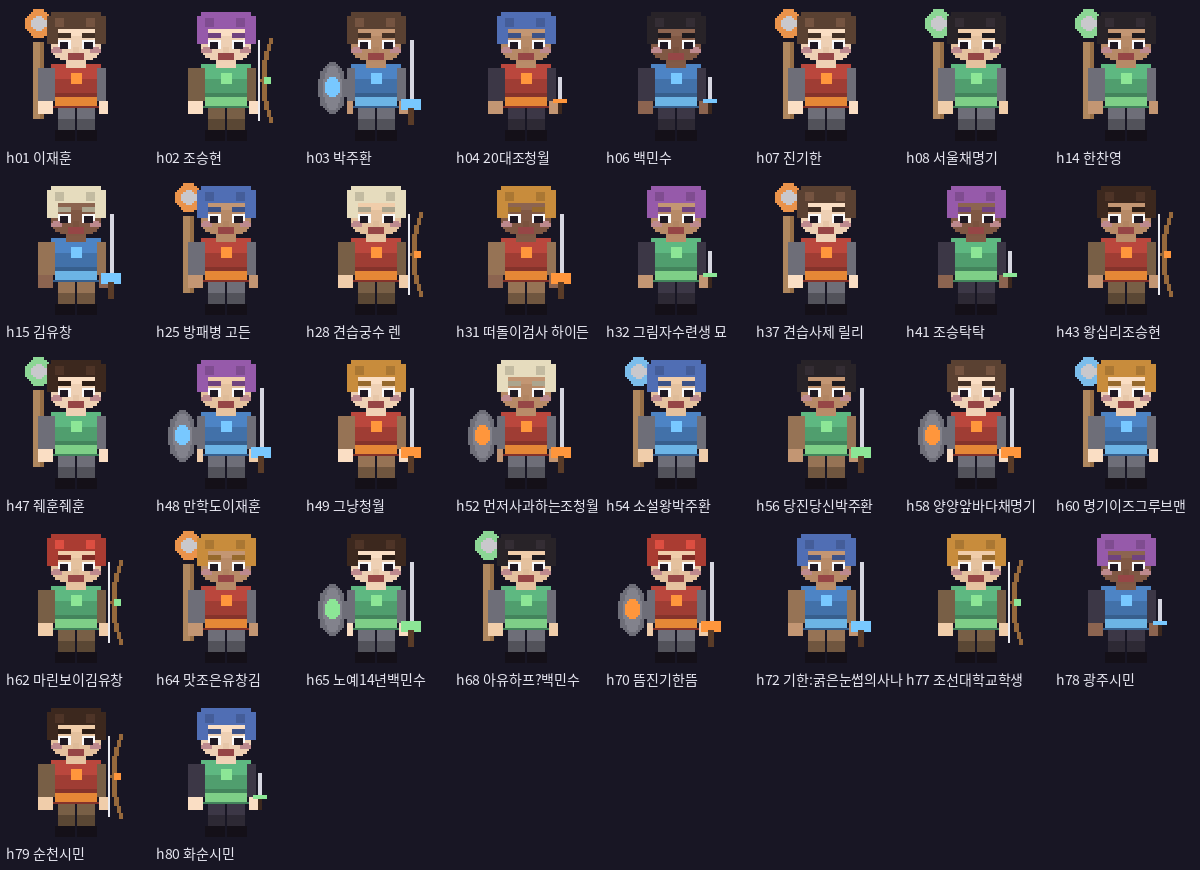 h01 이재훈
h02 조승현
h03 박주환
h04 20대조청월
h06 백민수
h07 진기한
h08 서울채명기
h14 한찬영
h15 김유창
h25 방패병 고든
h28 견습궁수 렌
h31 떠돌이검사 하이든
h32 그림자수련생 묘
h37 견습사제 릴리
h41 조승탁탁
h43 왕십리조승현
h47 줴훈줴훈
h48 만학도이재훈
h49 그냥청월
h52 먼저사과하는조청월
h54 소설왕박주환
h56 당진당신박주환
h58 양양앞바다채명기
h60 명기이즈그루브맨
h62 마린보이김유창
h64 맛조은유창김
h65 노예14년백민수
h68 아유하프?백민수
h70 뜸진기한뜸
h72 기한:굵은눈썹의사나
h77 조선대학교학생
h78 광주시민
h79 순천시민
h80 화순시민